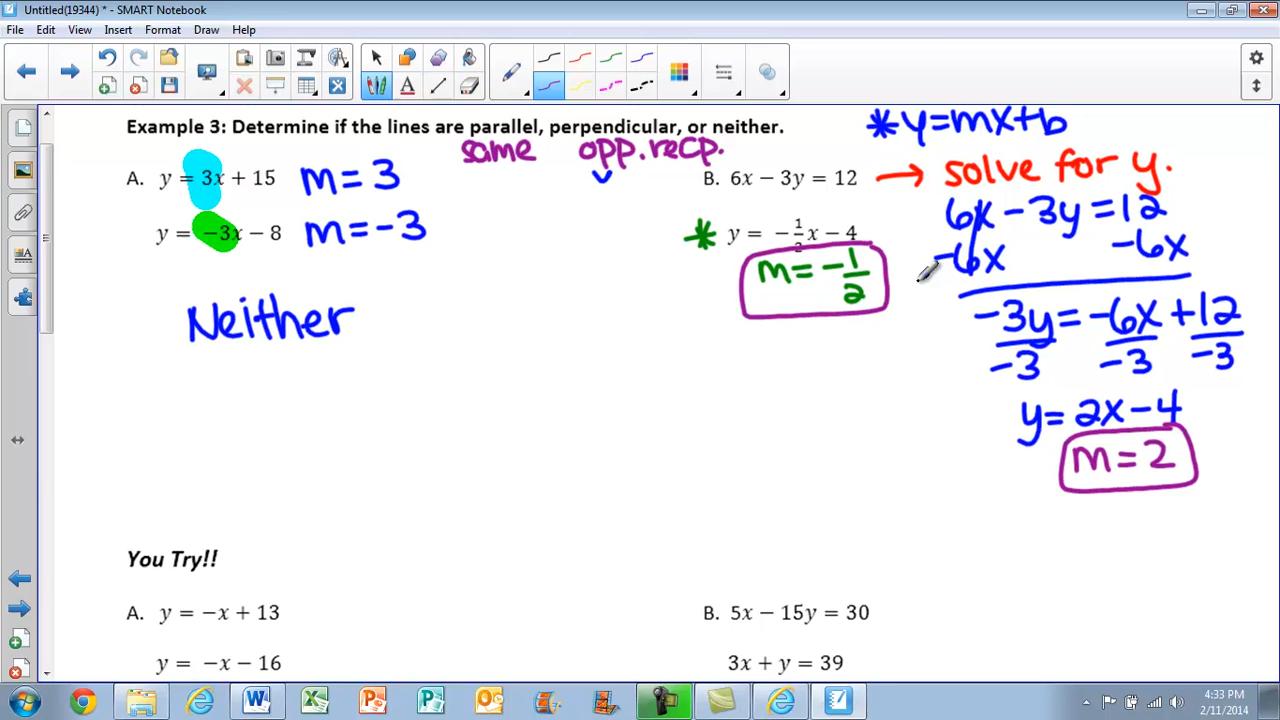 Untitled(19344) * - SMART Notebook
File Edit View Insert Format Draw Help
Example 3: Determine if the lines are parallel, perpendicular, or neither.
same opp. recp.
* y=mx+b
A. y = 3x + 15 m = 3
y = −3x − 8 m = -3
Neither
B. 6x − 3y = 12 → solve for y.
* y = −1/2x − 4
m = -1/2
6x - 3y = 12
-6x -6x
-3y = -6x + 12
-3 -3 -3
y = 2x - 4
m = 2
You Try!!
A. y = −x + 13
y = −x − 16
B. 5x − 15y = 30
3x + y = 39
4:33 PM
2/11/2014